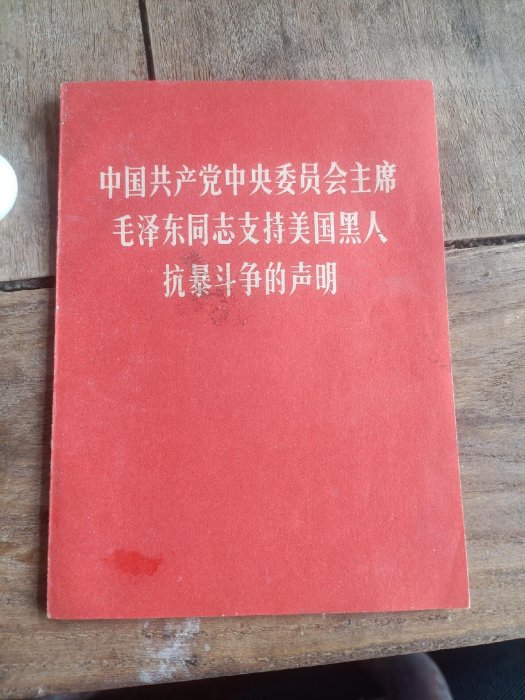 中国共产党中央委员会主席
毛泽东同志支持美国黑人
抗暴斗争的声明